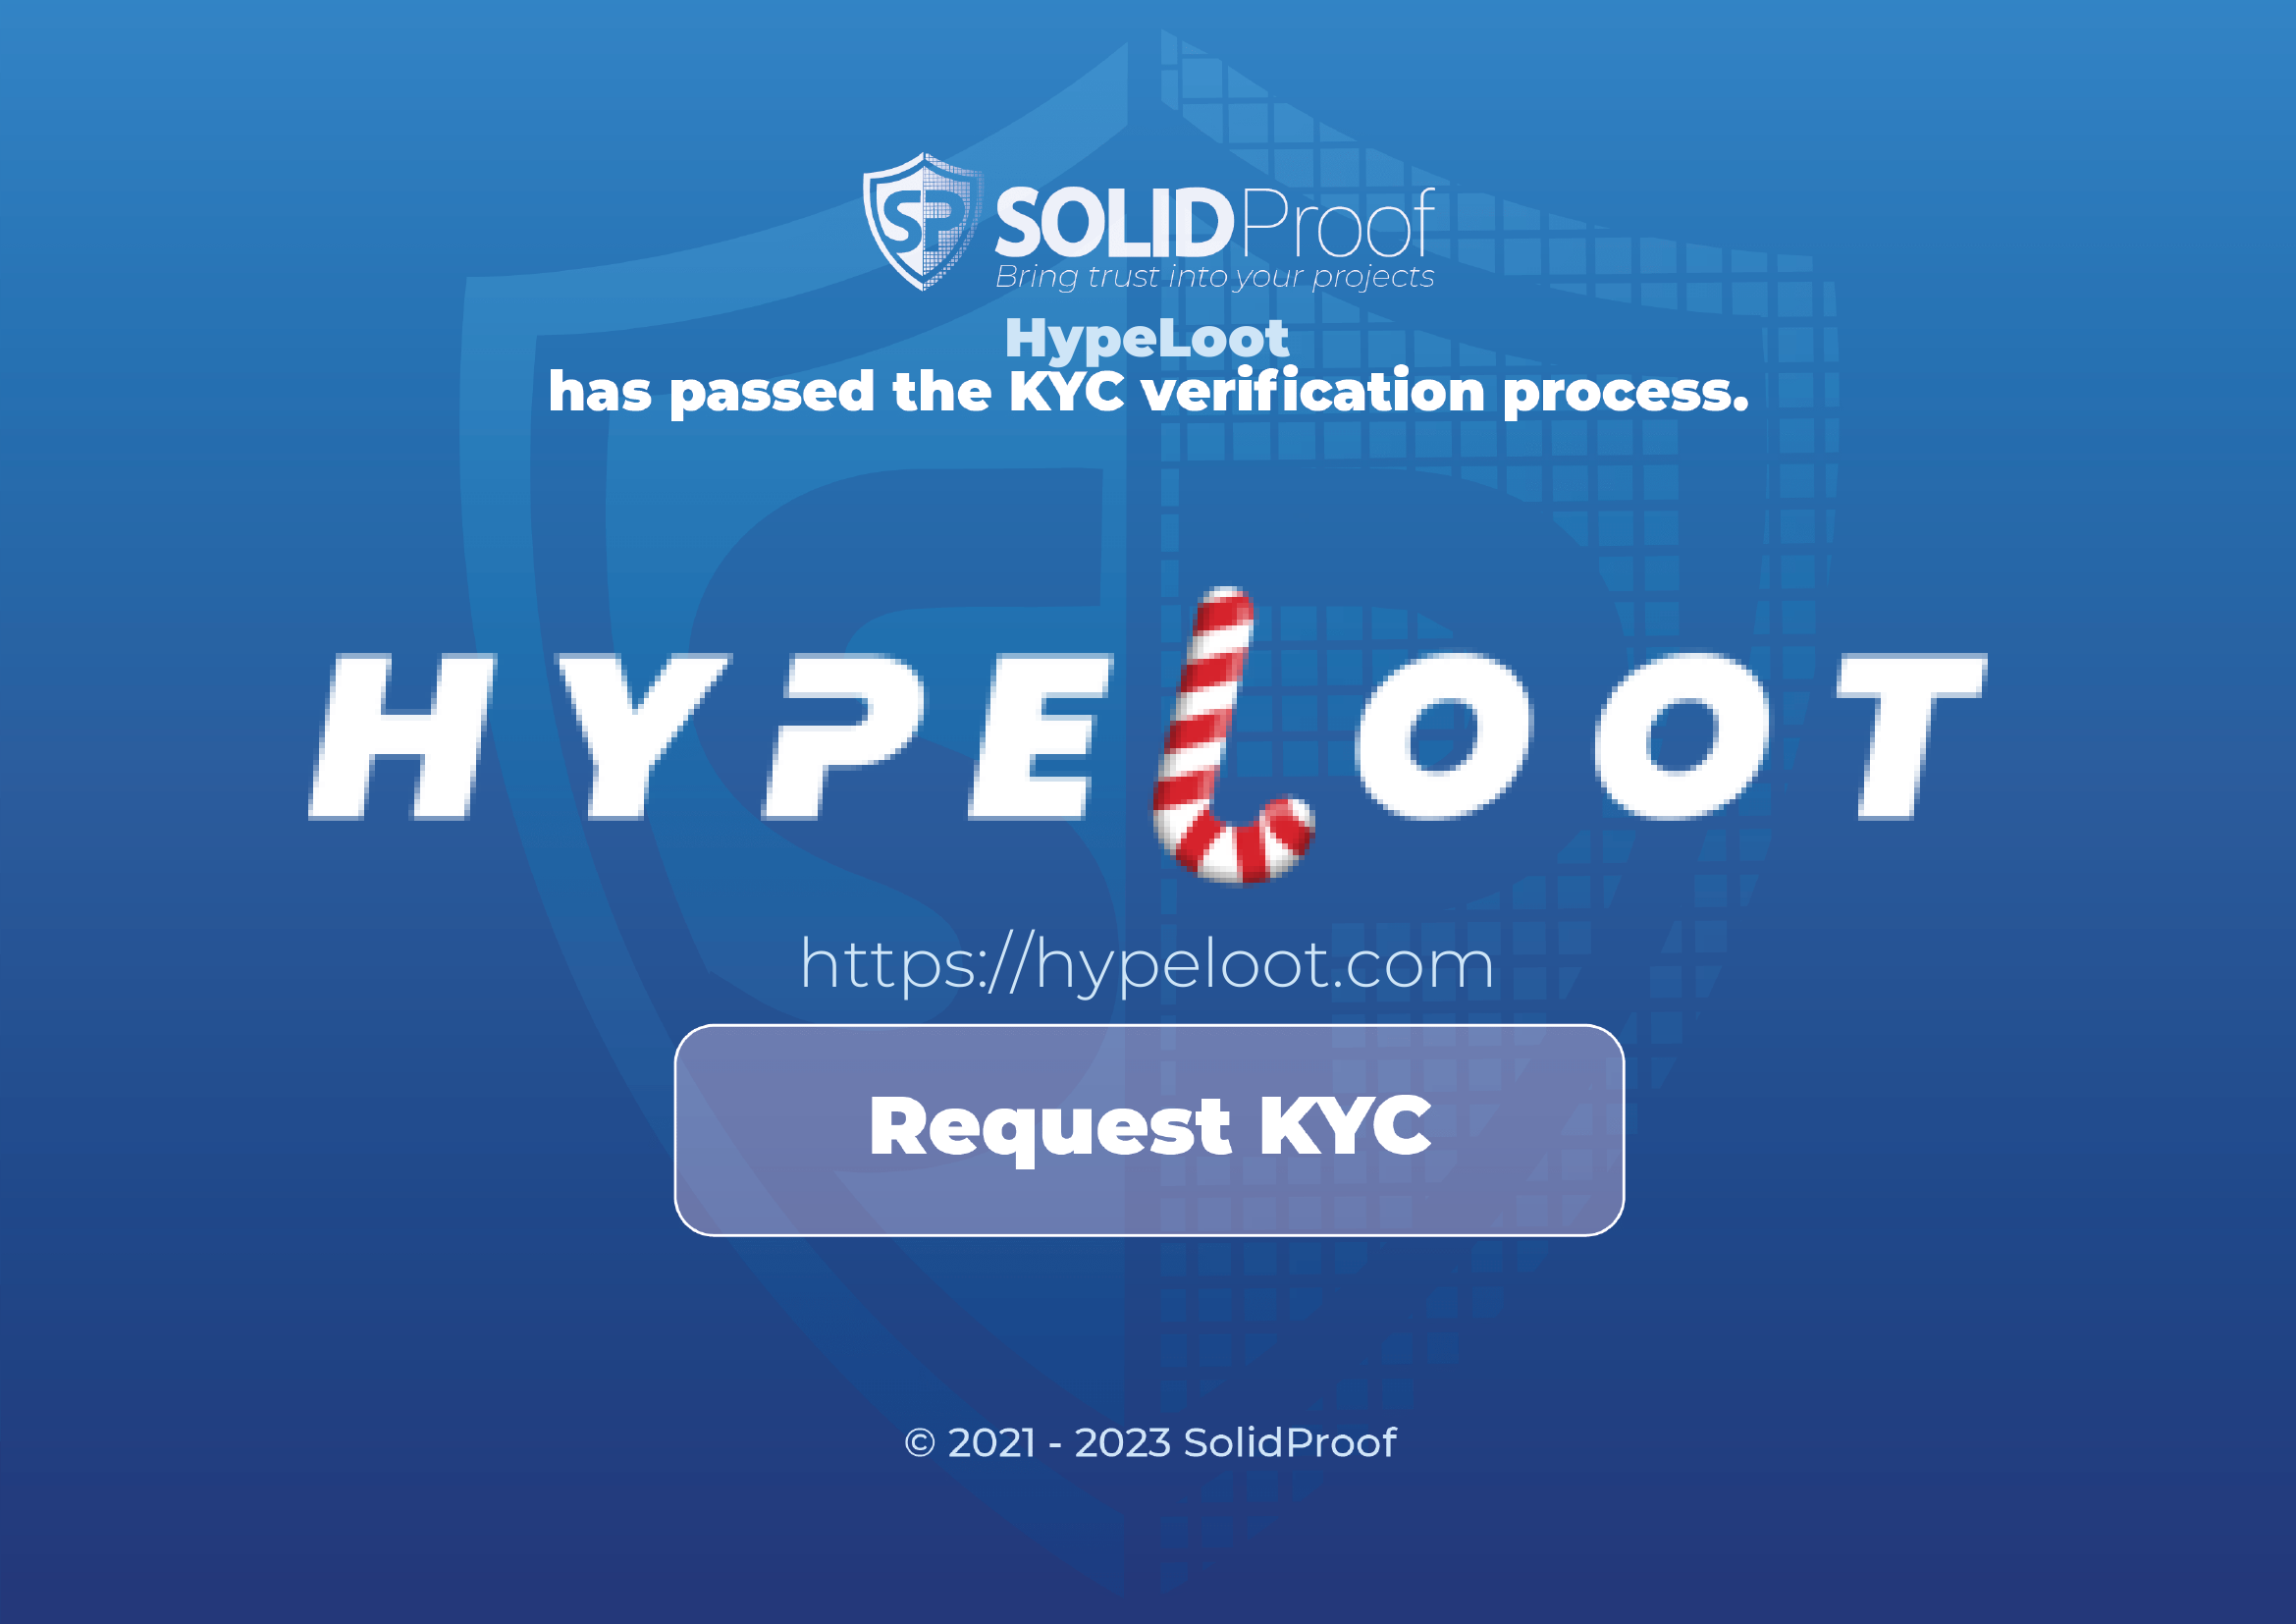 SP SOLIDProof
Bring trust into your projects
HypeLoot
has passed the KYC verification process.
HYPELOOT
https://hypeloot.com
Request KYC
© 2021 - 2023 SolidProof